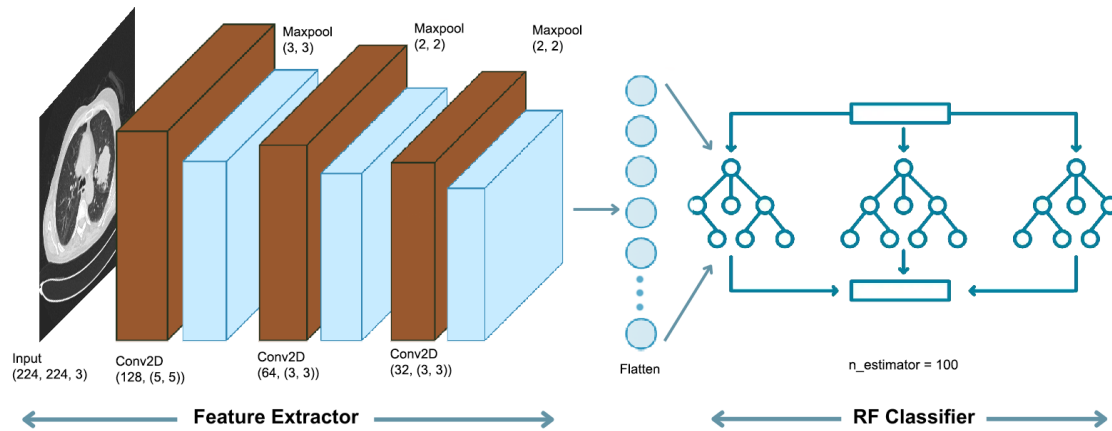 Maxpool
(3, 3)
Maxpool
(2, 2)
Maxpool
(2, 2)
Input
(224, 224, 3)
Conv2D
(128, (5, 5))
Conv2D
(64, (3, 3))
Conv2D
(32, (3, 3))
Flatten
n_estimator = 100
Feature Extractor
RF Classifier